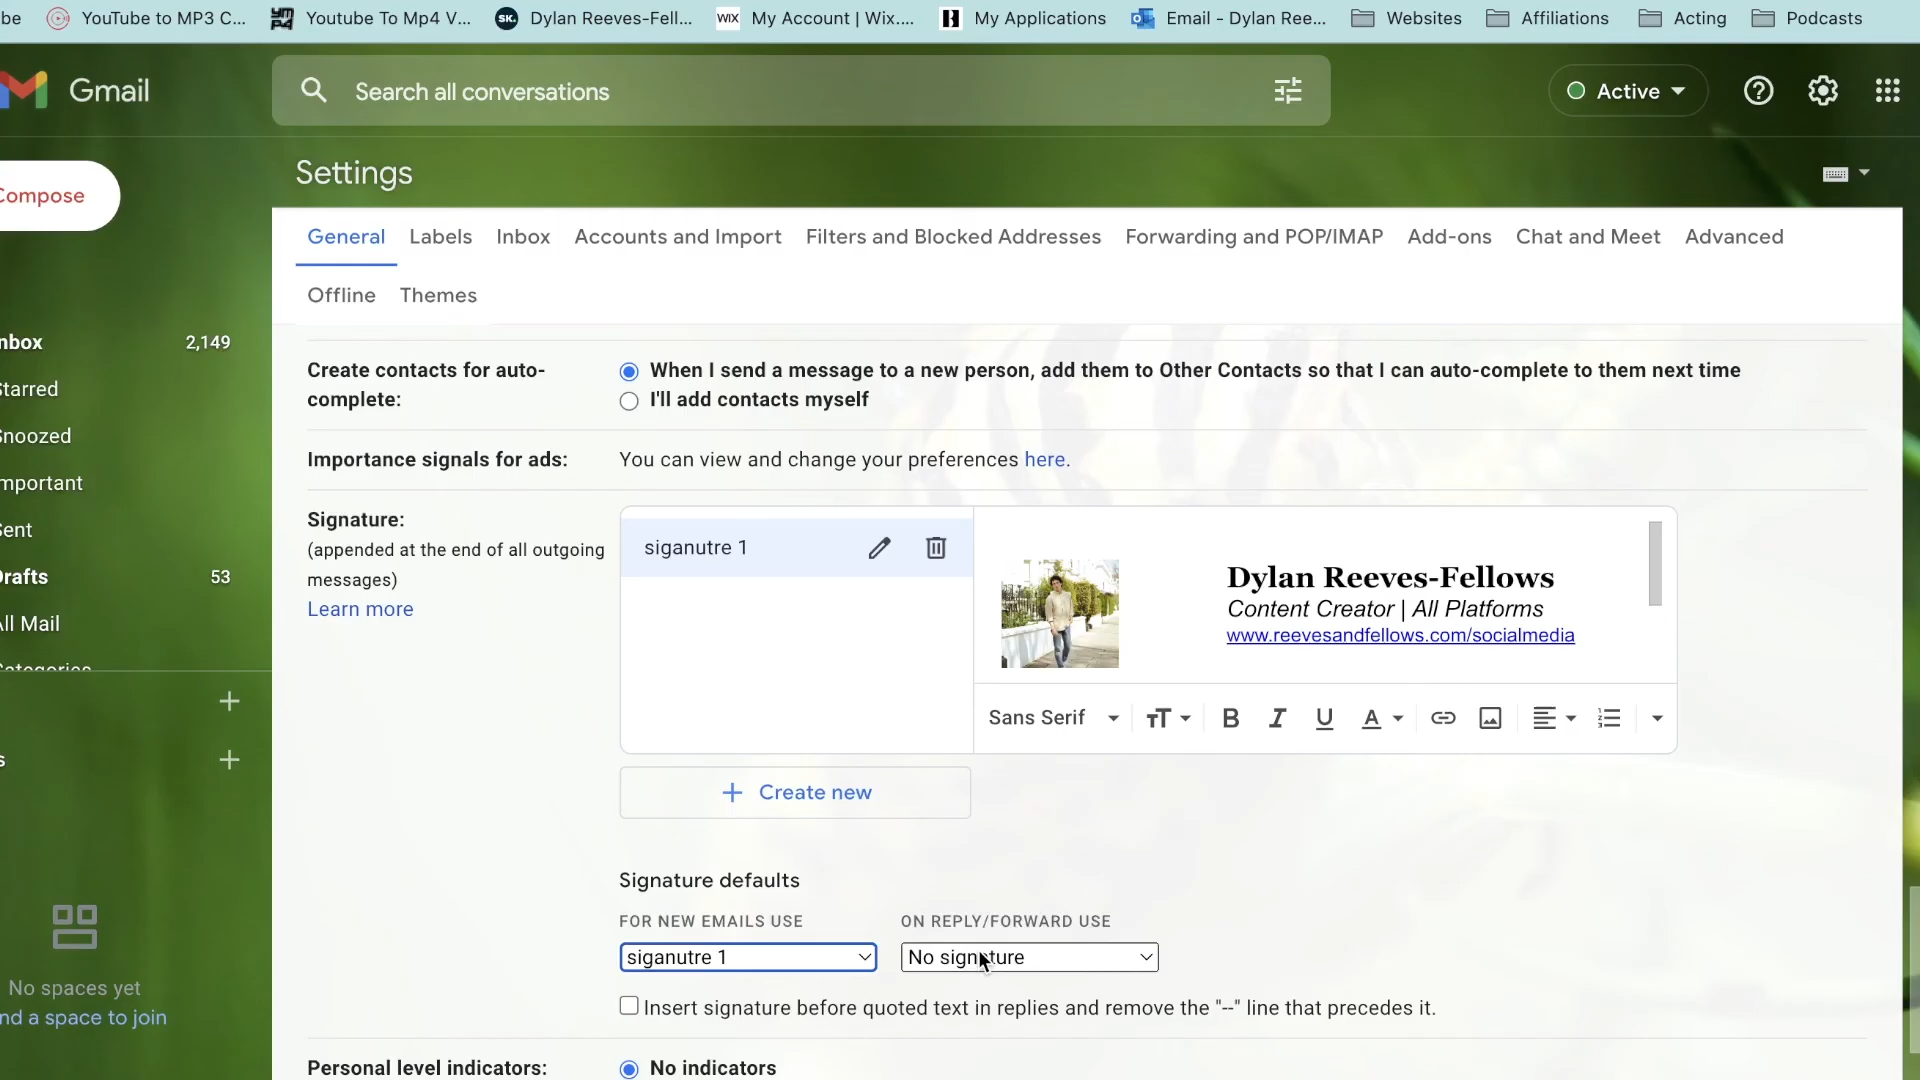 be YouTube to MP3 C... Youtube To Mp4 V... SK. Dylan Reeves-Fell... WIX My Account | Wix.... My Applications Email - Dylan Ree... Websites Affiliations Acting Podcasts
Gmail
Search all conversations
Active
Compose
Settings
General Labels Inbox Accounts and Import Filters and Blocked Addresses Forwarding and POP/IMAP Add-ons Chat and Meet Advanced
Offline Themes
nbox 2,149
Starred
Snoozed
mportant
Sent
Drafts 53
All Mail
Categories
s
No spaces yet
nd a space to join
Create contacts for auto-
complete:
When I send a message to a new person, add them to Other Contacts so that I can auto-complete to them next time
I'll add contacts myself
Importance signals for ads:
You can view and change your preferences here.
Signature:
(appended at the end of all outgoing
messages)
Learn more
siganutre 1
Dylan Reeves-Fellows
Content Creator | All Platforms
www.reevesandfellows.com/socialmedia
Sans Serif
Create new
Signature defaults
FOR NEW EMAILS USE ON REPLY/FORWARD USE
siganutre 1 No signature
Insert signature before quoted text in replies and remove the "--" line that precedes it.
Personal level indicators:
No indicators